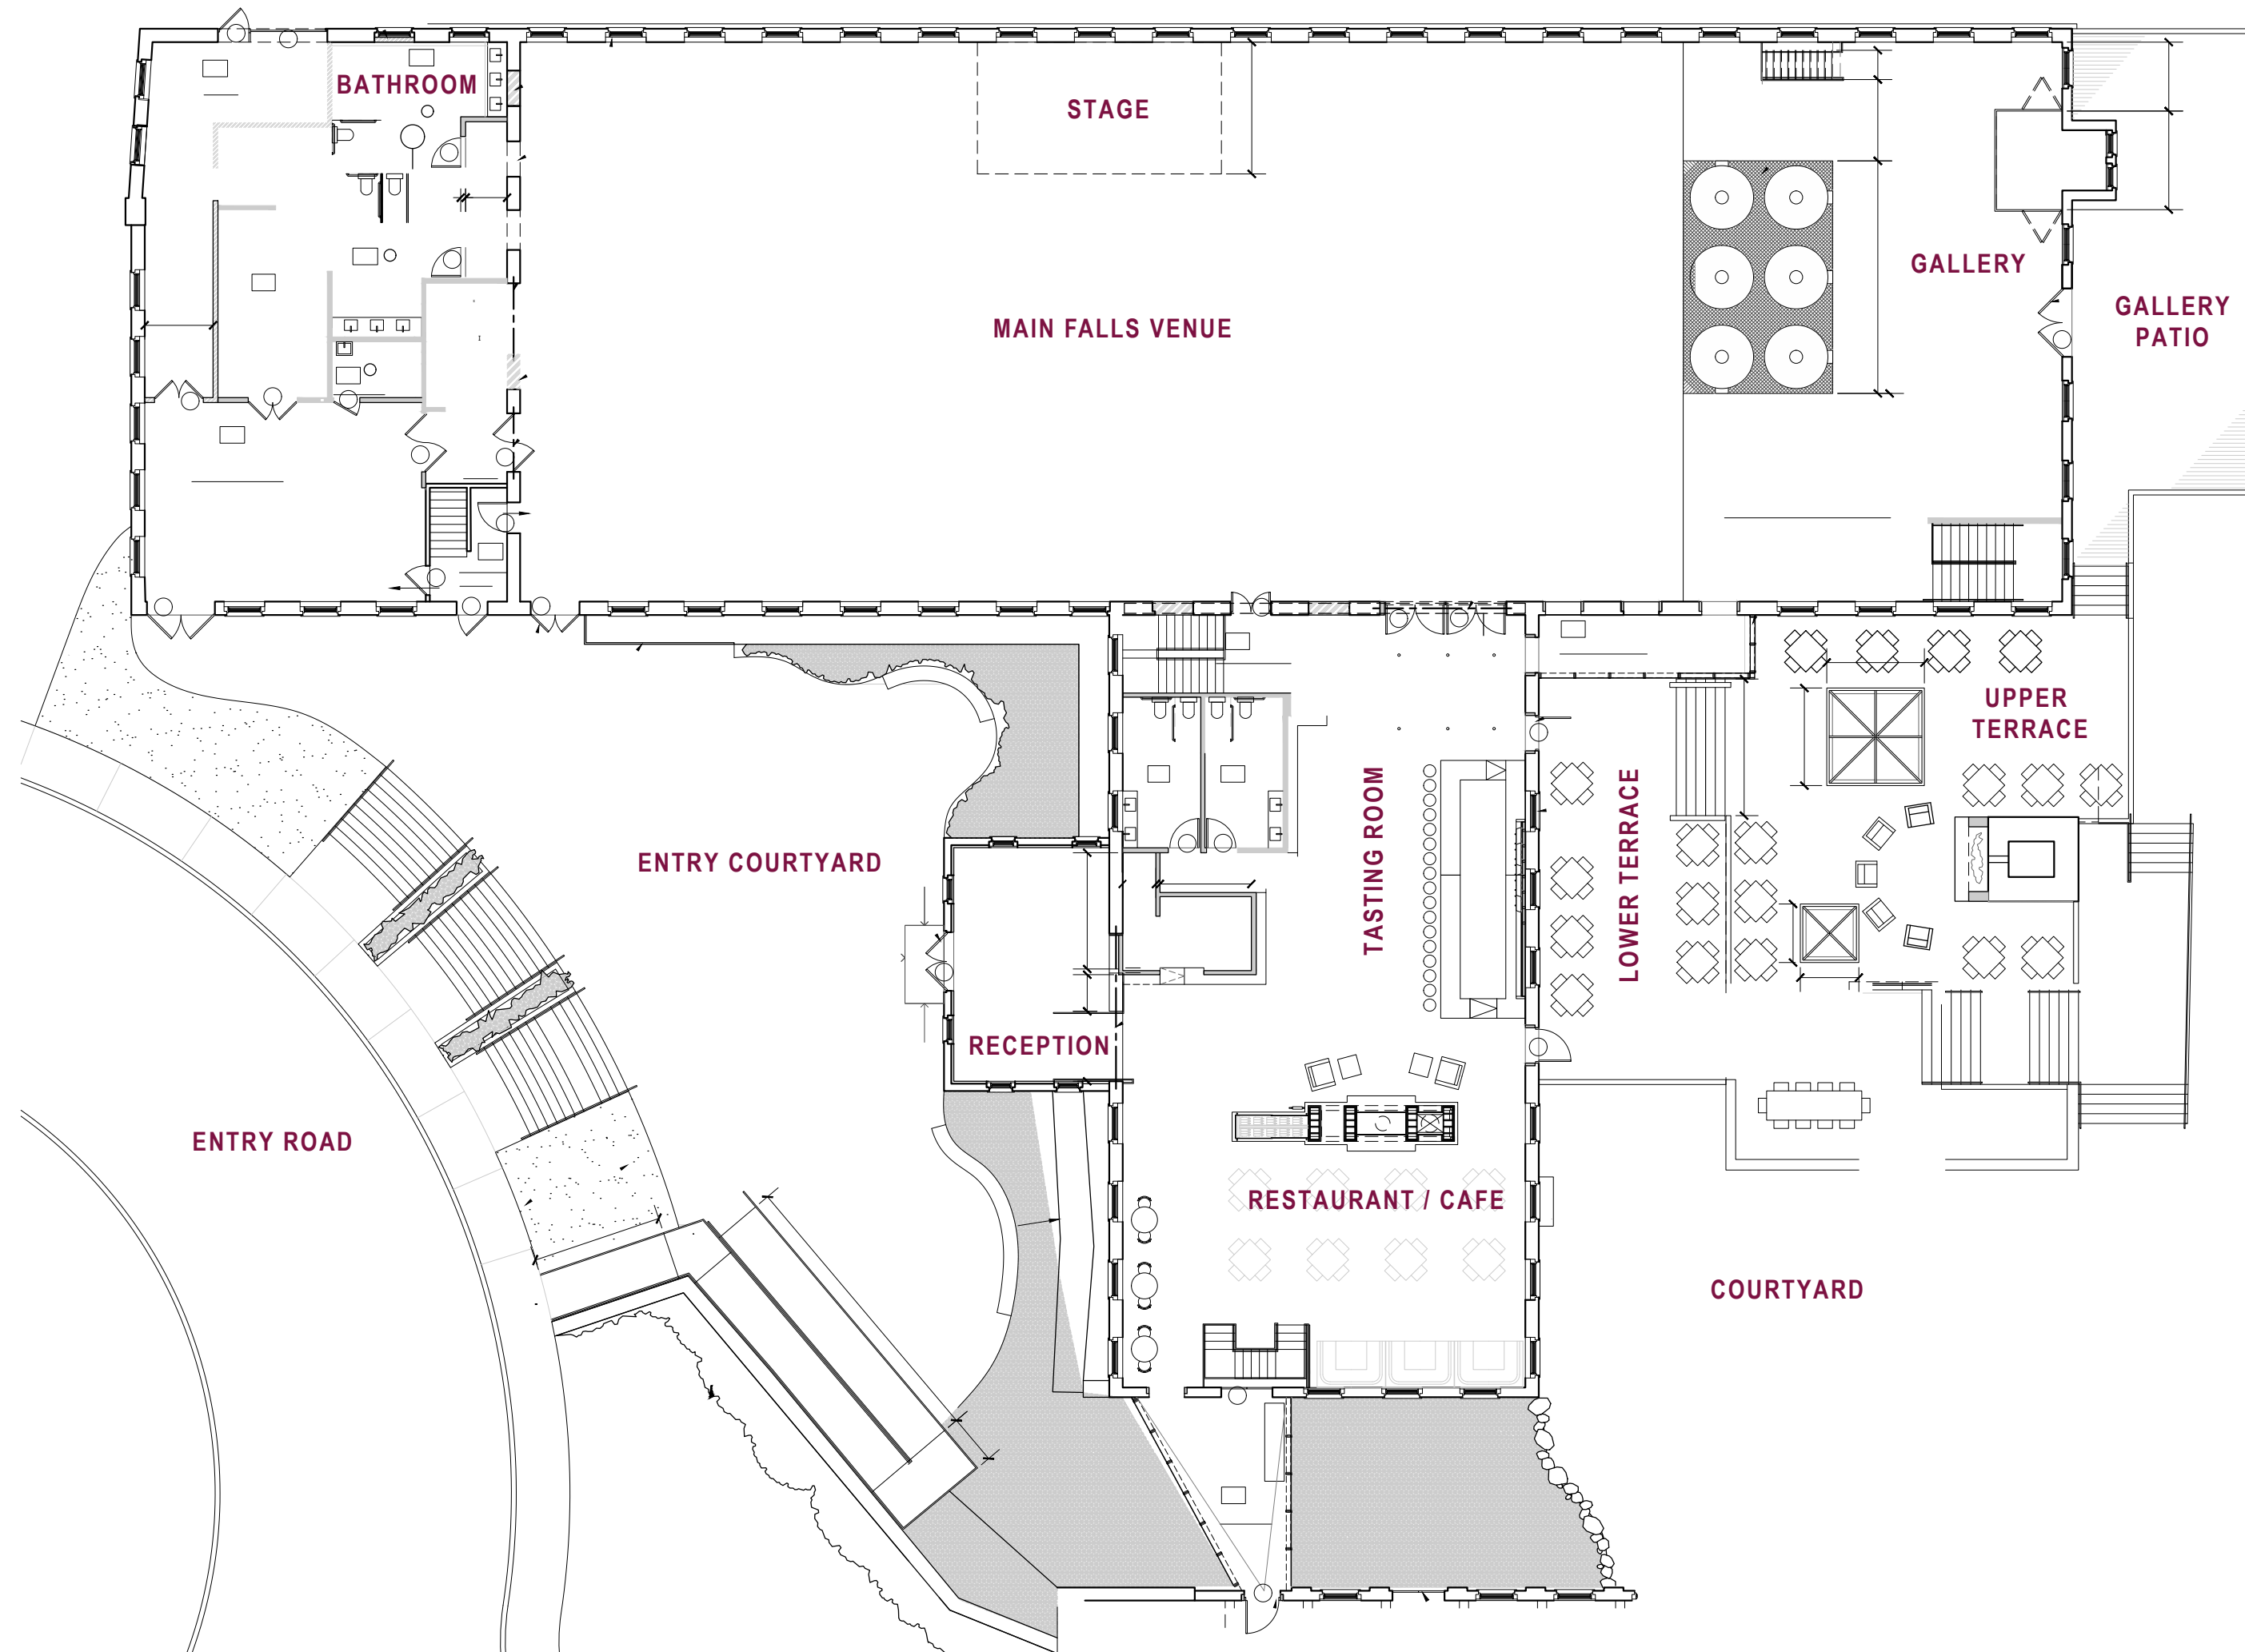 BATHROOM
STAGE
GALLERY
GALLERY
PATIO
MAIN FALLS VENUE
UPPER
TERRACE
TASTING ROOM
LOWER TERRACE
ENTRY COURTYARD
RECEPTION
ENTRY ROAD
RESTAURANT / CAFE
COURTYARD